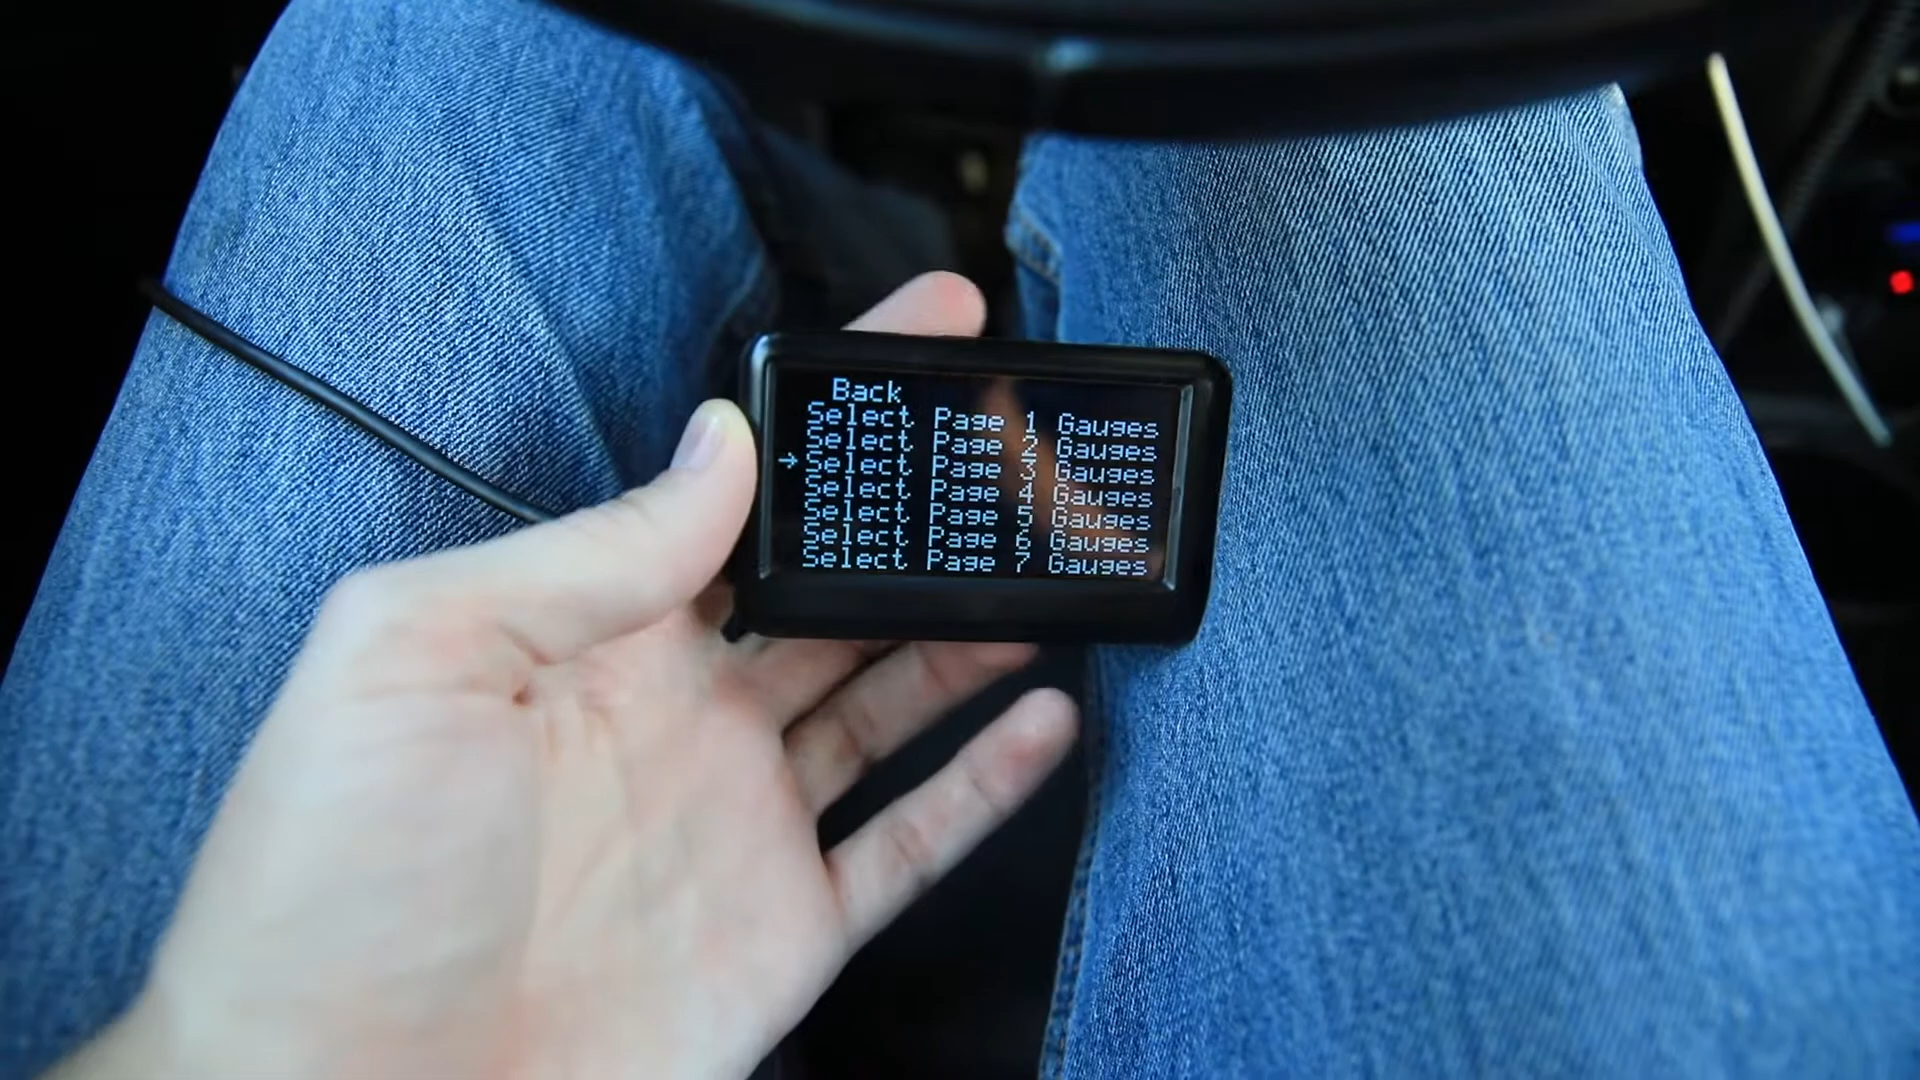 Back
Select Page 1 Gauges
Select Page 2 Gauges
→Select Page 3 Gauges
Select Page 4 Gauges
Select Page 5 Gauges
Select Page 6 Gauges
Select Page 7 Gauges